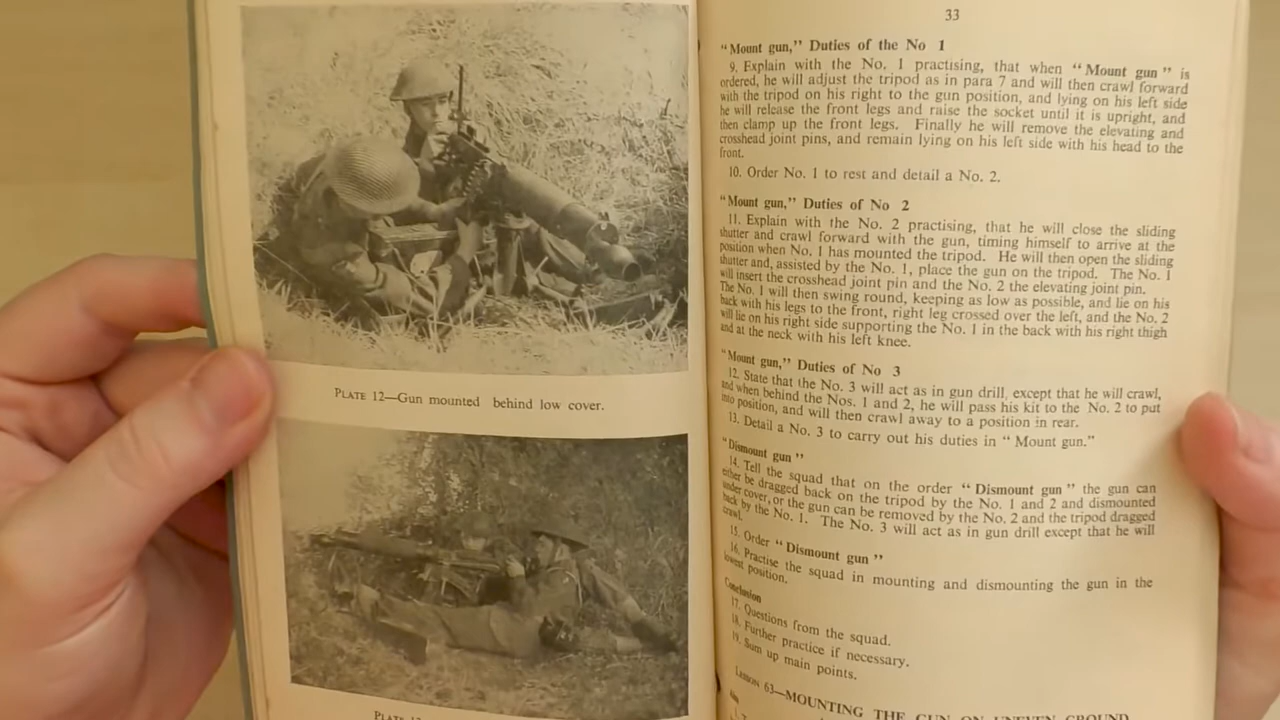 PLATE 12—Gun mounted behind low cover.
PLATE
33
"Mount gun," Duties of the No 1
9. Explain with the No. 1 practising, that when "Mount gun" is
ordered, he will adjust the tripod as in para 7 and will then crawl forward
with the tripod on his right to the gun position, and lying on his left side
he will release the front legs and raise the socket until it is upright, and
then clamp up the front legs. Finally he will remove the elevating and
crosshead joint pins, and remain lying on his left side with his head to the
front.
10. Order No. 1 to rest and detail a No. 2.
"Mount gun," Duties of No 2
11. Explain with the No. 2 practising, that he will close the sliding
shutter and crawl forward with the gun, timing himself to arrive at the
position when No. 1 has mounted the tripod. He will then open the sliding
shutter and, assisted by the No. 1, place the gun on the tripod. The No. 1
will insert the crosshead joint pin and the No. 2 the elevating joint pin.
The No. 1 will then swing round, keeping as low as possible, and lie on his
back with his legs to the front, right leg crossed over the left, and the No. 2
will lie on his right side supporting the No. 1 in the back with his right thigh
and at the neck with his left knee.
"Mount gun," Duties of No 3
12. State that the No. 3 will act as in gun drill, except that he will crawl,
and when behind the Nos. 1 and 2, he will pass his kit to the No. 2 to put
into position, and will then crawl away to a position in rear.
13. Detail a No. 3 to carry out his duties in "Mount gun."
"Dismount gun"
14. Tell the squad that on the order "Dismount gun" the gun can
either be dragged back on the tripod by the No. 1 and 2 and dismounted
under cover, or the gun can be removed by the No. 2 and the tripod dragged
back by the No. 1. The No. 3 will act as in gun drill except that he will
crawl.
15. Order "Dismount gun"
16. Practise the squad in mounting and dismounting the gun in the
lowest position.
Conclusion
17. Questions from the squad.
18. Further practice if necessary.
19. Sum up main points.
LESSON 63—MOUNTING THE GUN ON UNEVEN GROUND